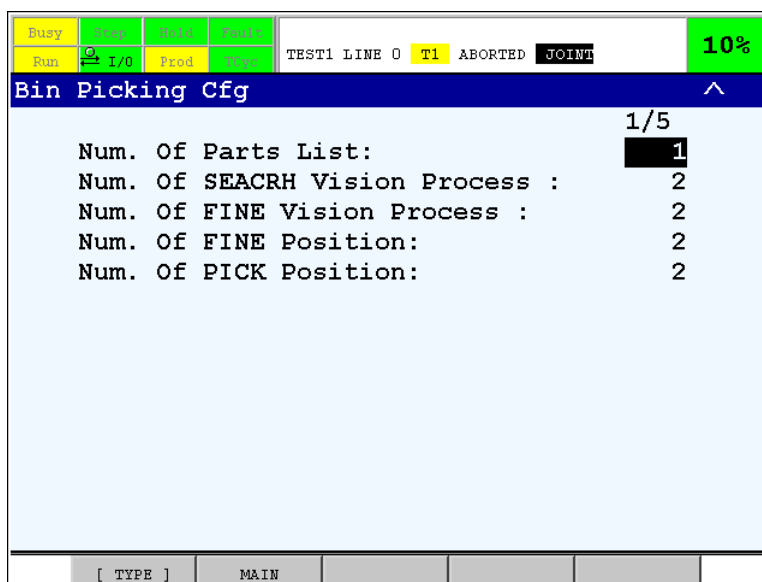 Busy Step Hold Fault
Run I/O Prod TCyc
TEST1 LINE 0 T1 ABORTED JOINT
10%
Bin Picking Cfg
1/5
Num. Of Parts List: 1
Num. Of SEACRH Vision Process : 2
Num. Of FINE Vision Process : 2
Num. Of FINE Position: 2
Num. Of PICK Position: 2
[ TYPE ] MAIN